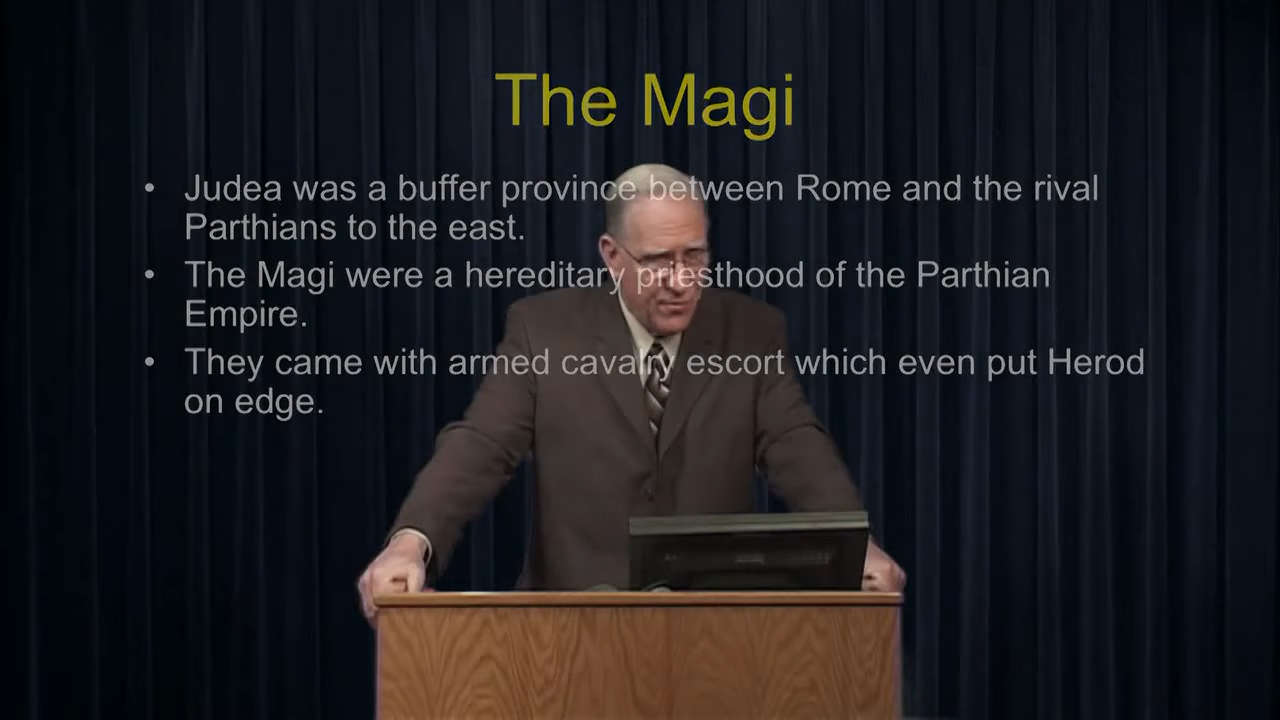 The Magi
• Judea was a buffer province between Rome and the rival
Parthians to the east.
• The Magi were a hereditary priesthood of the Parthian
Empire.
• They came with armed cavalry escort which even put Herod
on edge.